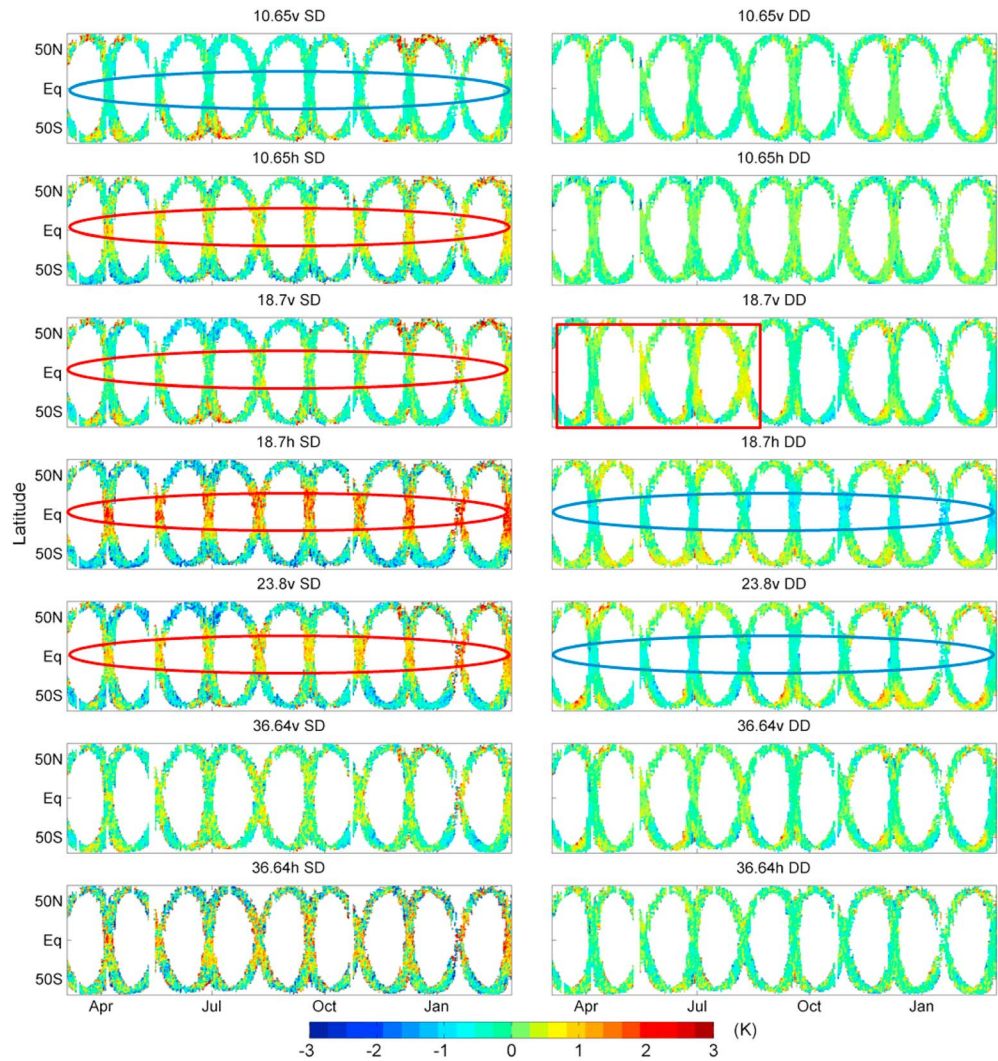 10.65v SD
10.65v DD
50N
Eq
50S
10.65h SD
10.65h DD
50N
Eq
50S
18.7v SD
18.7v DD
50N
Eq
50S
18.7h SD
18.7h DD
50N
Eq
50S
Latitude
23.8v SD
23.8v DD
50N
Eq
50S
36.64v SD
36.64v DD
50N
Eq
50S
36.64h SD
36.64h DD
50N
Eq
50S
Apr Jul Oct Jan
Apr Jul Oct Jan
-3 -2 -1 0 1 2 3 (K)